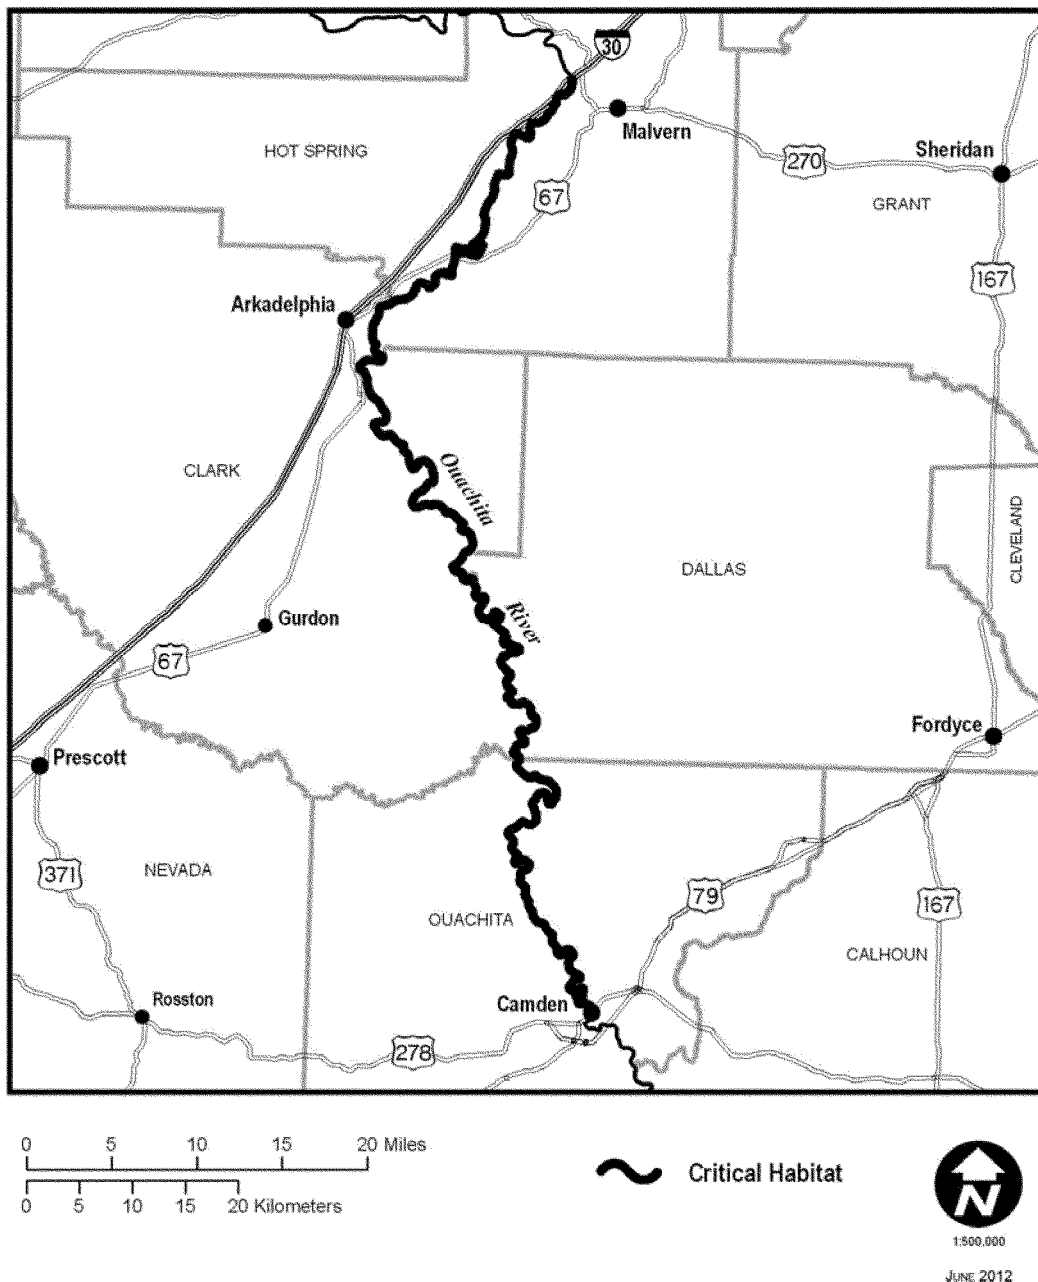 30
Malvern
HOT SPRING
Sheridan
270
67
GRANT
167
Arkadelphia
CLARK
Ouachita
River
CLEVELAND
DALLAS
Gurdon
67
Fordyce
Prescott
371
NEVADA
79
167
OUACHITA
CALHOUN
Rosston
Camden
278
0 5 10 15 20 Miles
0 5 10 15 20 Kilometers
Critical Habitat
N
1:500,000
JUNE 2012